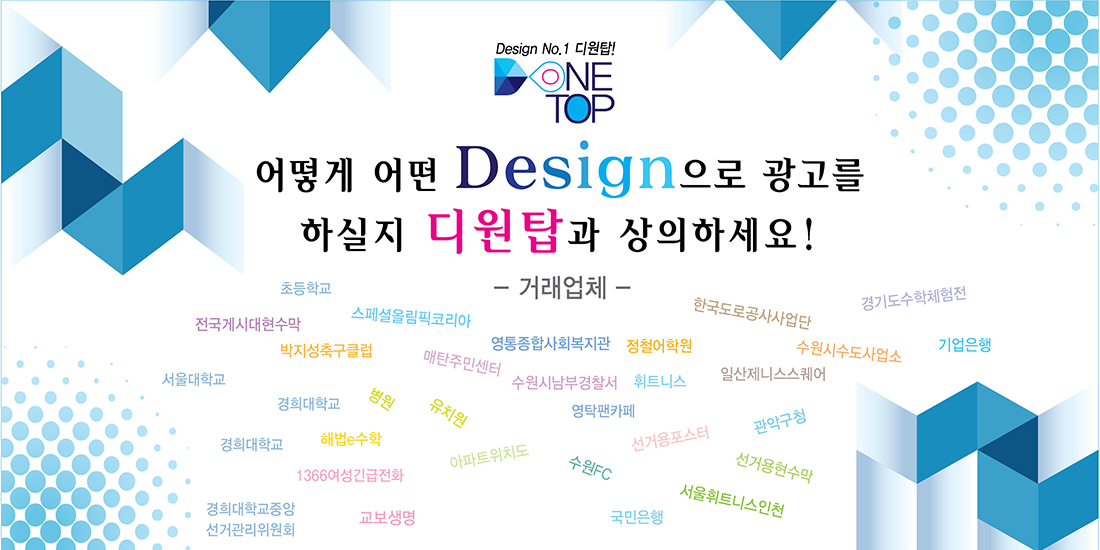 Design No.1 디원탑!
D ONE
TOP
어떻게 어떤 Design으로 광고를
하실지 디원탑과 상의하세요!
– 거래업체 –
초등학교
한국도로공사사업단
경기도수학체험전
전국게시대현수막
스페셜올림픽코리아
박지성축구클럽
매탄주민센터
영통종합사회복지관
정철어학원
수원시수도사업소
기업은행
서울대학교
수원시남부경찰서
휘트니스
일산제니스스퀘어
경희대학교
병원
유치원
영탁팬카페
관악구청
경희대학교
해법e수학
아파트위치도
선거용포스터
1366여성긴급전화
수원FC
선거용현수막
서울휘트니스인천
경희대학교중앙
선거관리위원회
교보생명
국민은행